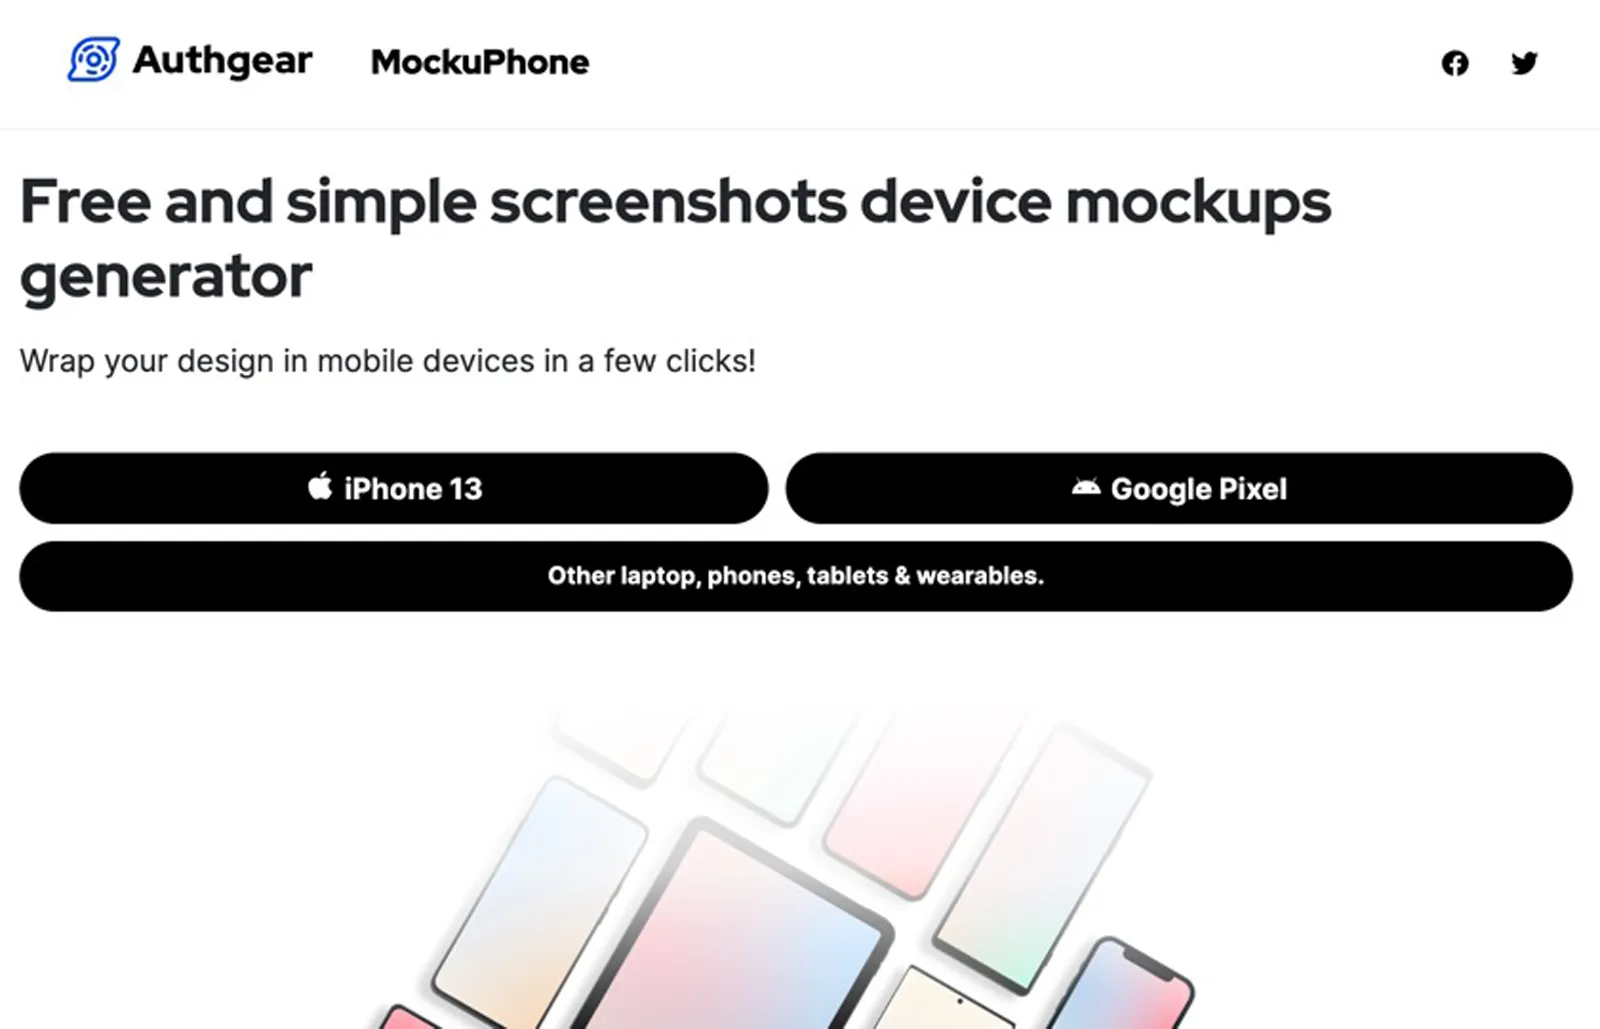 Authgear MockuPhone
Free and simple screenshots device mockups
generator
Wrap your design in mobile devices in a few clicks!
iPhone 13
Google Pixel
Other laptop, phones, tablets & wearables.